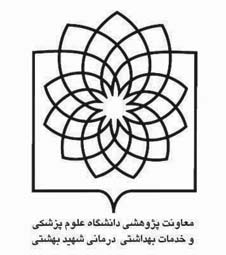 معاونت پژوهشی دانشگاه علوم پزشکی
و خدمات بهداشتی درمانی شهید بهشتی